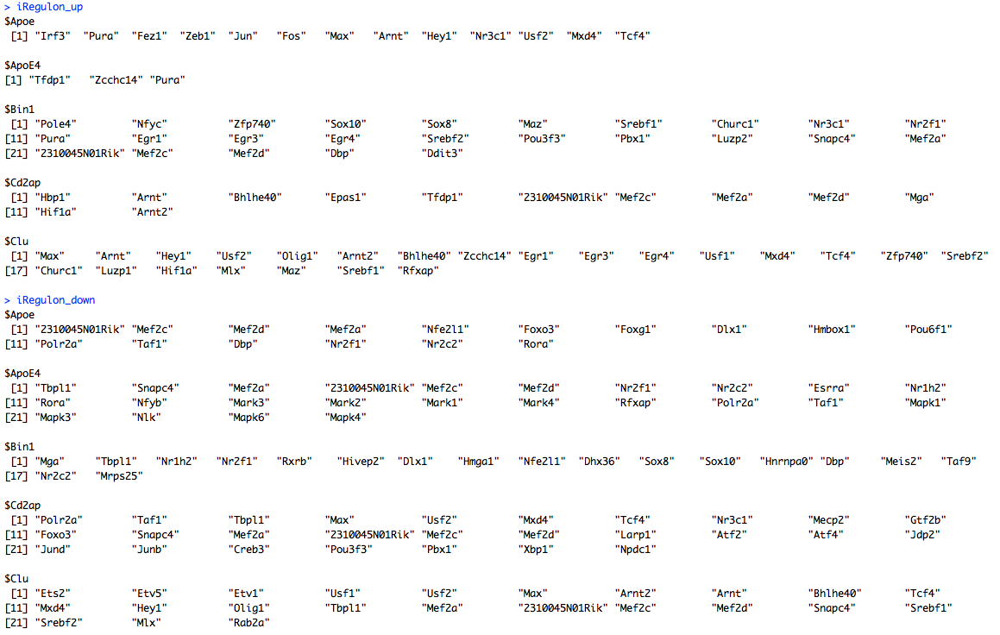 > iRegulon_up
$Apoe
 [1] "Irf3" "Pura" "Fez1" "Zeb1" "Jun" "Fos" "Max" "Arnt" "Hey1" "Nr3c1" "Usf2" "Mxd4" "Tcf4"
$ApoE4
[1] "Tfdp1" "Zcchc14" "Pura"
$Bin1
 [1] "Pole4" "Nfyc" "Zfp740" "Sox10" "Sox8" "Maz" "Srebf1" "Churc1" "Nr3c1" "Nr2f1"
[11] "Pura" "Egr1" "Egr3" "Egr4" "Srebf2" "Pou3f3" "Pbx1" "Luzp2" "Snapc4" "Mef2a"
[21] "2310045N01Rik" "Mef2c" "Mef2d" "Dbp" "Ddit3"
$Cd2ap
 [1] "Hbp1" "Arnt" "Bhlhe40" "Epas1" "Tfdp1" "2310045N01Rik" "Mef2c" "Mef2a" "Mef2d" "Mga"
[11] "Hif1a" "Arnt2"
$Clu
 [1] "Max" "Arnt" "Hey1" "Usf2" "Olig1" "Arnt2" "Bhlhe40" "Zcchc14" "Egr1" "Egr3" "Egr4" "Usf1" "Mxd4" "Tcf4" "Zfp740" "Srebf2"
[17] "Churc1" "Luzp1" "Hif1a" "Mlx" "Maz" "Srebf1" "Rfxap"
> iRegulon_down
$Apoe
 [1] "2310045N01Rik" "Mef2c" "Mef2d" "Mef2a" "Nfe2l1" "Foxo3" "Foxg1" "Dlx1" "Hmbox1" "Pou6f1"
[11] "Polr2a" "Taf1" "Dbp" "Nr2f1" "Nr2c2" "Rora"
$ApoE4
 [1] "Tbpl1" "Snapc4" "Mef2a" "2310045N01Rik" "Mef2c" "Mef2d" "Nr2f1" "Nr2c2" "Esrra" "Nr1h2"
[11] "Rora" "Nfyb" "Mark3" "Mark2" "Mark1" "Mark4" "Rfxap" "Polr2a" "Taf1" "Mapk1"
[21] "Mapk3" "Nlk" "Mapk6" "Mapk4"
$Bin1
 [1] "Mga" "Tbpl1" "Nr1h2" "Nr2f1" "Rxrb" "Hivep2" "Dlx1" "Hmga1" "Nfe2l1" "Dhx36" "Sox8" "Sox10" "Hnrnpa0" "Dbp" "Meis2" "Taf9"
[17] "Nr2c2" "Mrps25"
$Cd2ap
 [1] "Polr2a" "Taf1" "Tbpl1" "Max" "Usf2" "Mxd4" "Tcf4" "Nr3c1" "Mecp2" "Gtf2b"
[11] "Foxo3" "Snapc4" "Mef2a" "2310045N01Rik" "Mef2c" "Mef2d" "Larp1" "Atf2" "Atf4" "Jdp2"
[21] "Jund" "Junb" "Creb3" "Pou3f3" "Pbx1" "Xbp1" "Npdc1"
$Clu
 [1] "Ets2" "Etv5" "Etv1" "Usf1" "Usf2" "Max" "Arnt2" "Arnt" "Bhlhe40" "Tcf4"
[11] "Mxd4" "Hey1" "Olig1" "Tbpl1" "Mef2a" "2310045N01Rik" "Mef2c" "Mef2d" "Snapc4" "Srebf1"
[21] "Srebf2" "Mlx" "Rab2a"